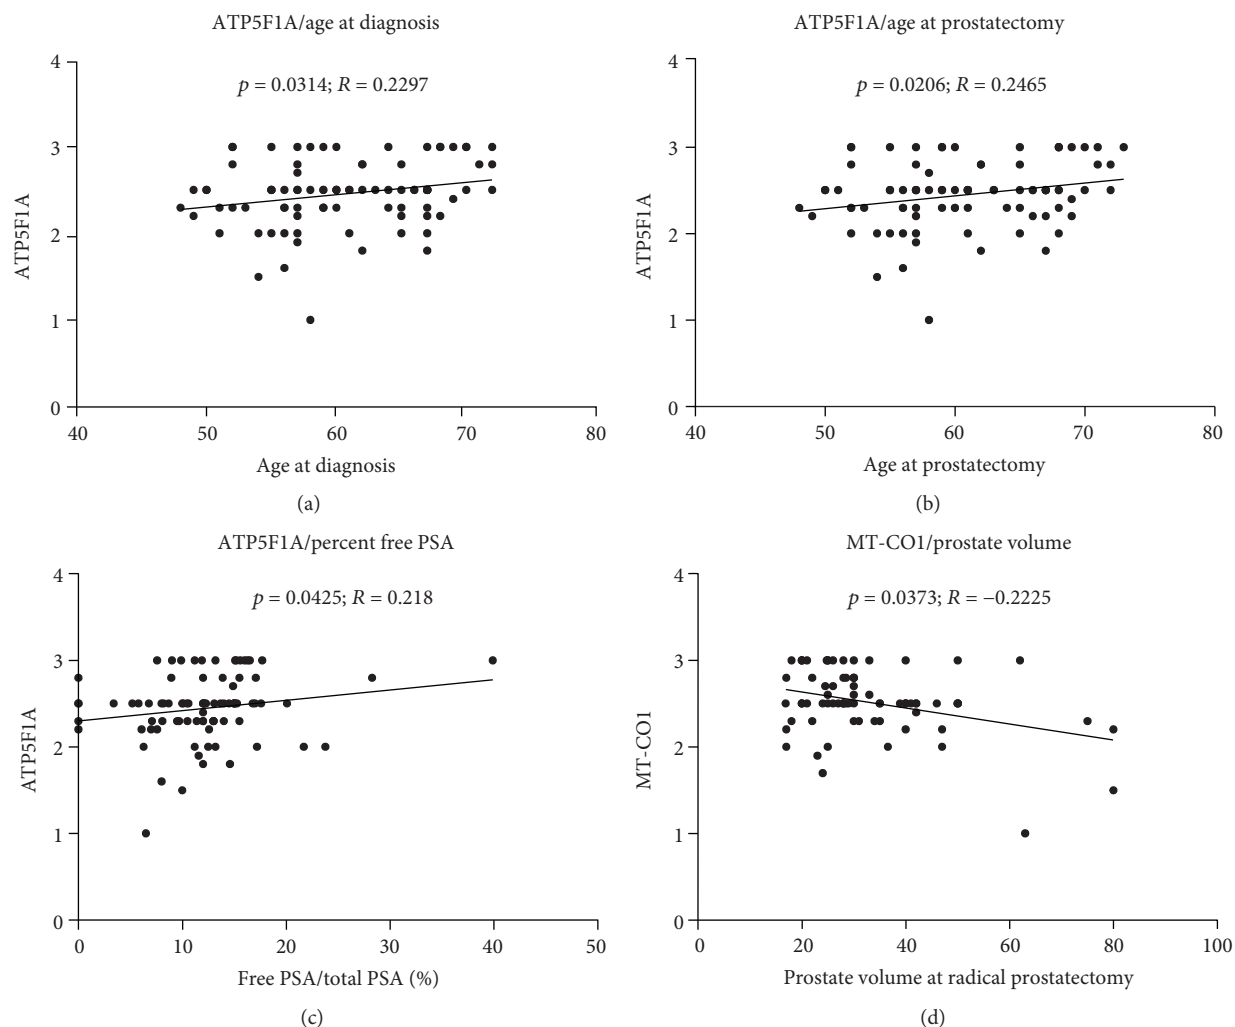 ATP5F1A/age at diagnosis
p = 0.0314; R = 0.2297
4
3
2
1
0
ATP5F1A
40 50 60 70 80
Age at diagnosis
(a)
ATP5F1A/age at prostatectomy
p = 0.0206; R = 0.2465
4
3
2
1
0
ATP5F1A
40 50 60 70 80
Age at prostatectomy
(b)
ATP5F1A/percent free PSA
p = 0.0425; R = 0.218
4
3
2
1
0
ATP5F1A
0 10 20 30 40 50
Free PSA/total PSA (%)
(c)
MT-CO1/prostate volume
p = 0.0373; R = −0.2225
4
3
2
1
0
MT-CO1
0 20 40 60 80 100
Prostate volume at radical prostatectomy
(d)